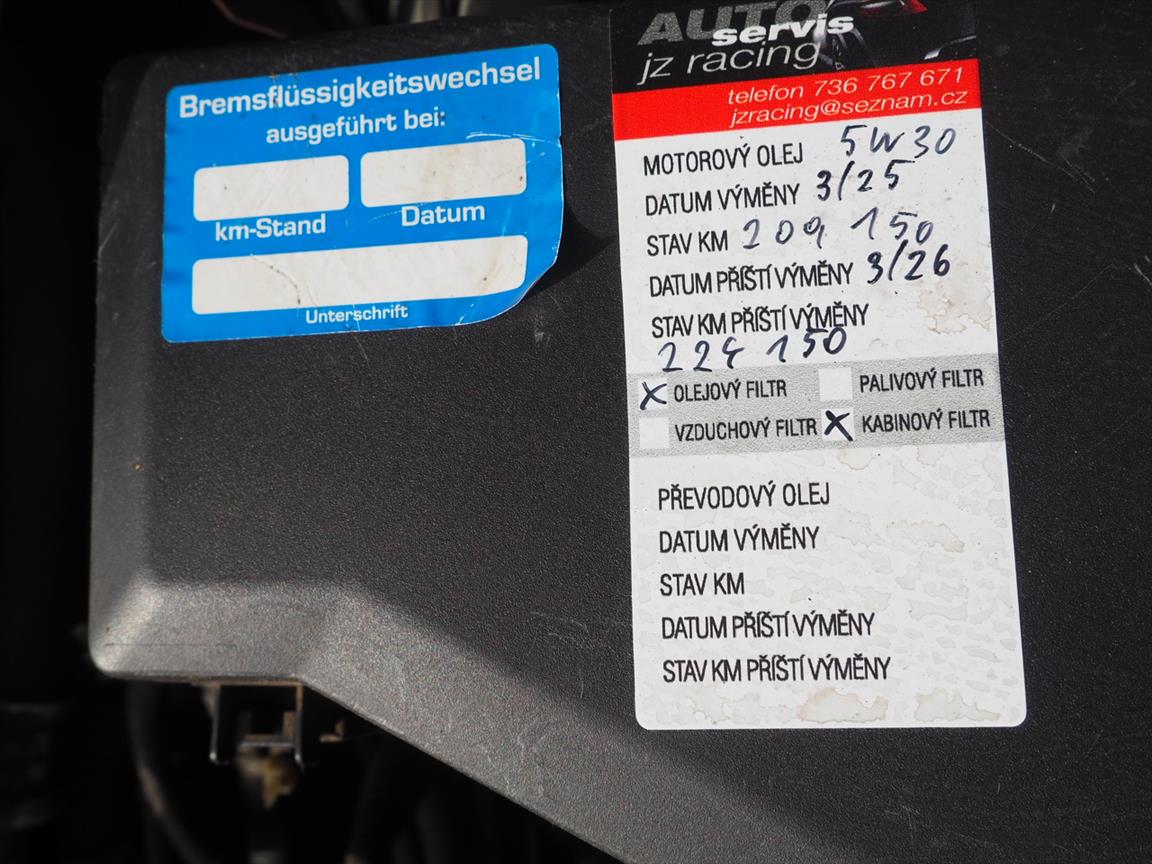 Bremsflüssigkeitswechsel
ausgeführt bei:
km-Stand Datum
Unterschrift
AUTO
servis
jz racing
telefon 736 767 671
jzracing@seznam.cz
MOTOROVÝ OLEJ 5W30
DATUM VÝMĚNY 3/25
STAV KM 209 150
DATUM PŘÍŠTÍ VÝMĚNY 3/26
STAV KM PŘÍŠTÍ VÝMĚNY
224 150
X OLEJOVÝ FILTR PALIVOVÝ FILTR
VZDUCHOVÝ FILTR X KABINOVÝ FILTR
PŘEVODOVÝ OLEJ
DATUM VÝMĚNY
STAV KM
DATUM PŘÍŠTÍ VÝMĚNY
STAV KM PŘÍŠTÍ VÝMĚNY